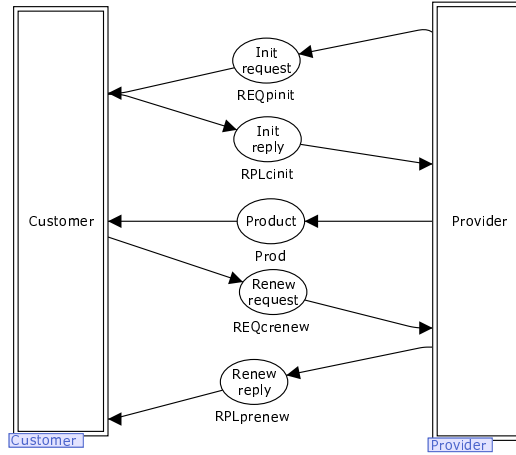 Init
request
REQpinit
Init
reply
RPLcinit
Customer
Product
Provider
Prod
Renew
request
REQcrenew
Renew
reply
RPLprenew
Customer
Provider